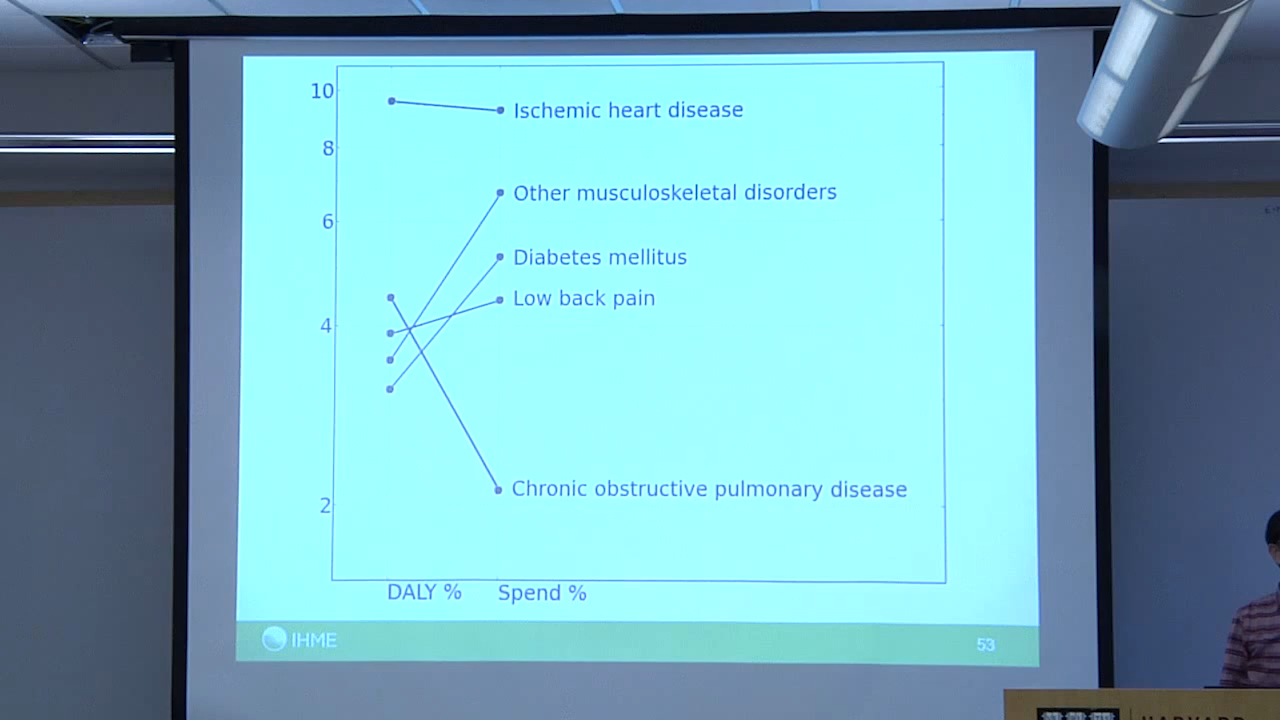 10
Ischemic heart disease
8
Other musculoskeletal disorders
6
Diabetes mellitus
Low back pain
4
Chronic obstructive pulmonary disease
2
DALY % Spend %
IHME
53